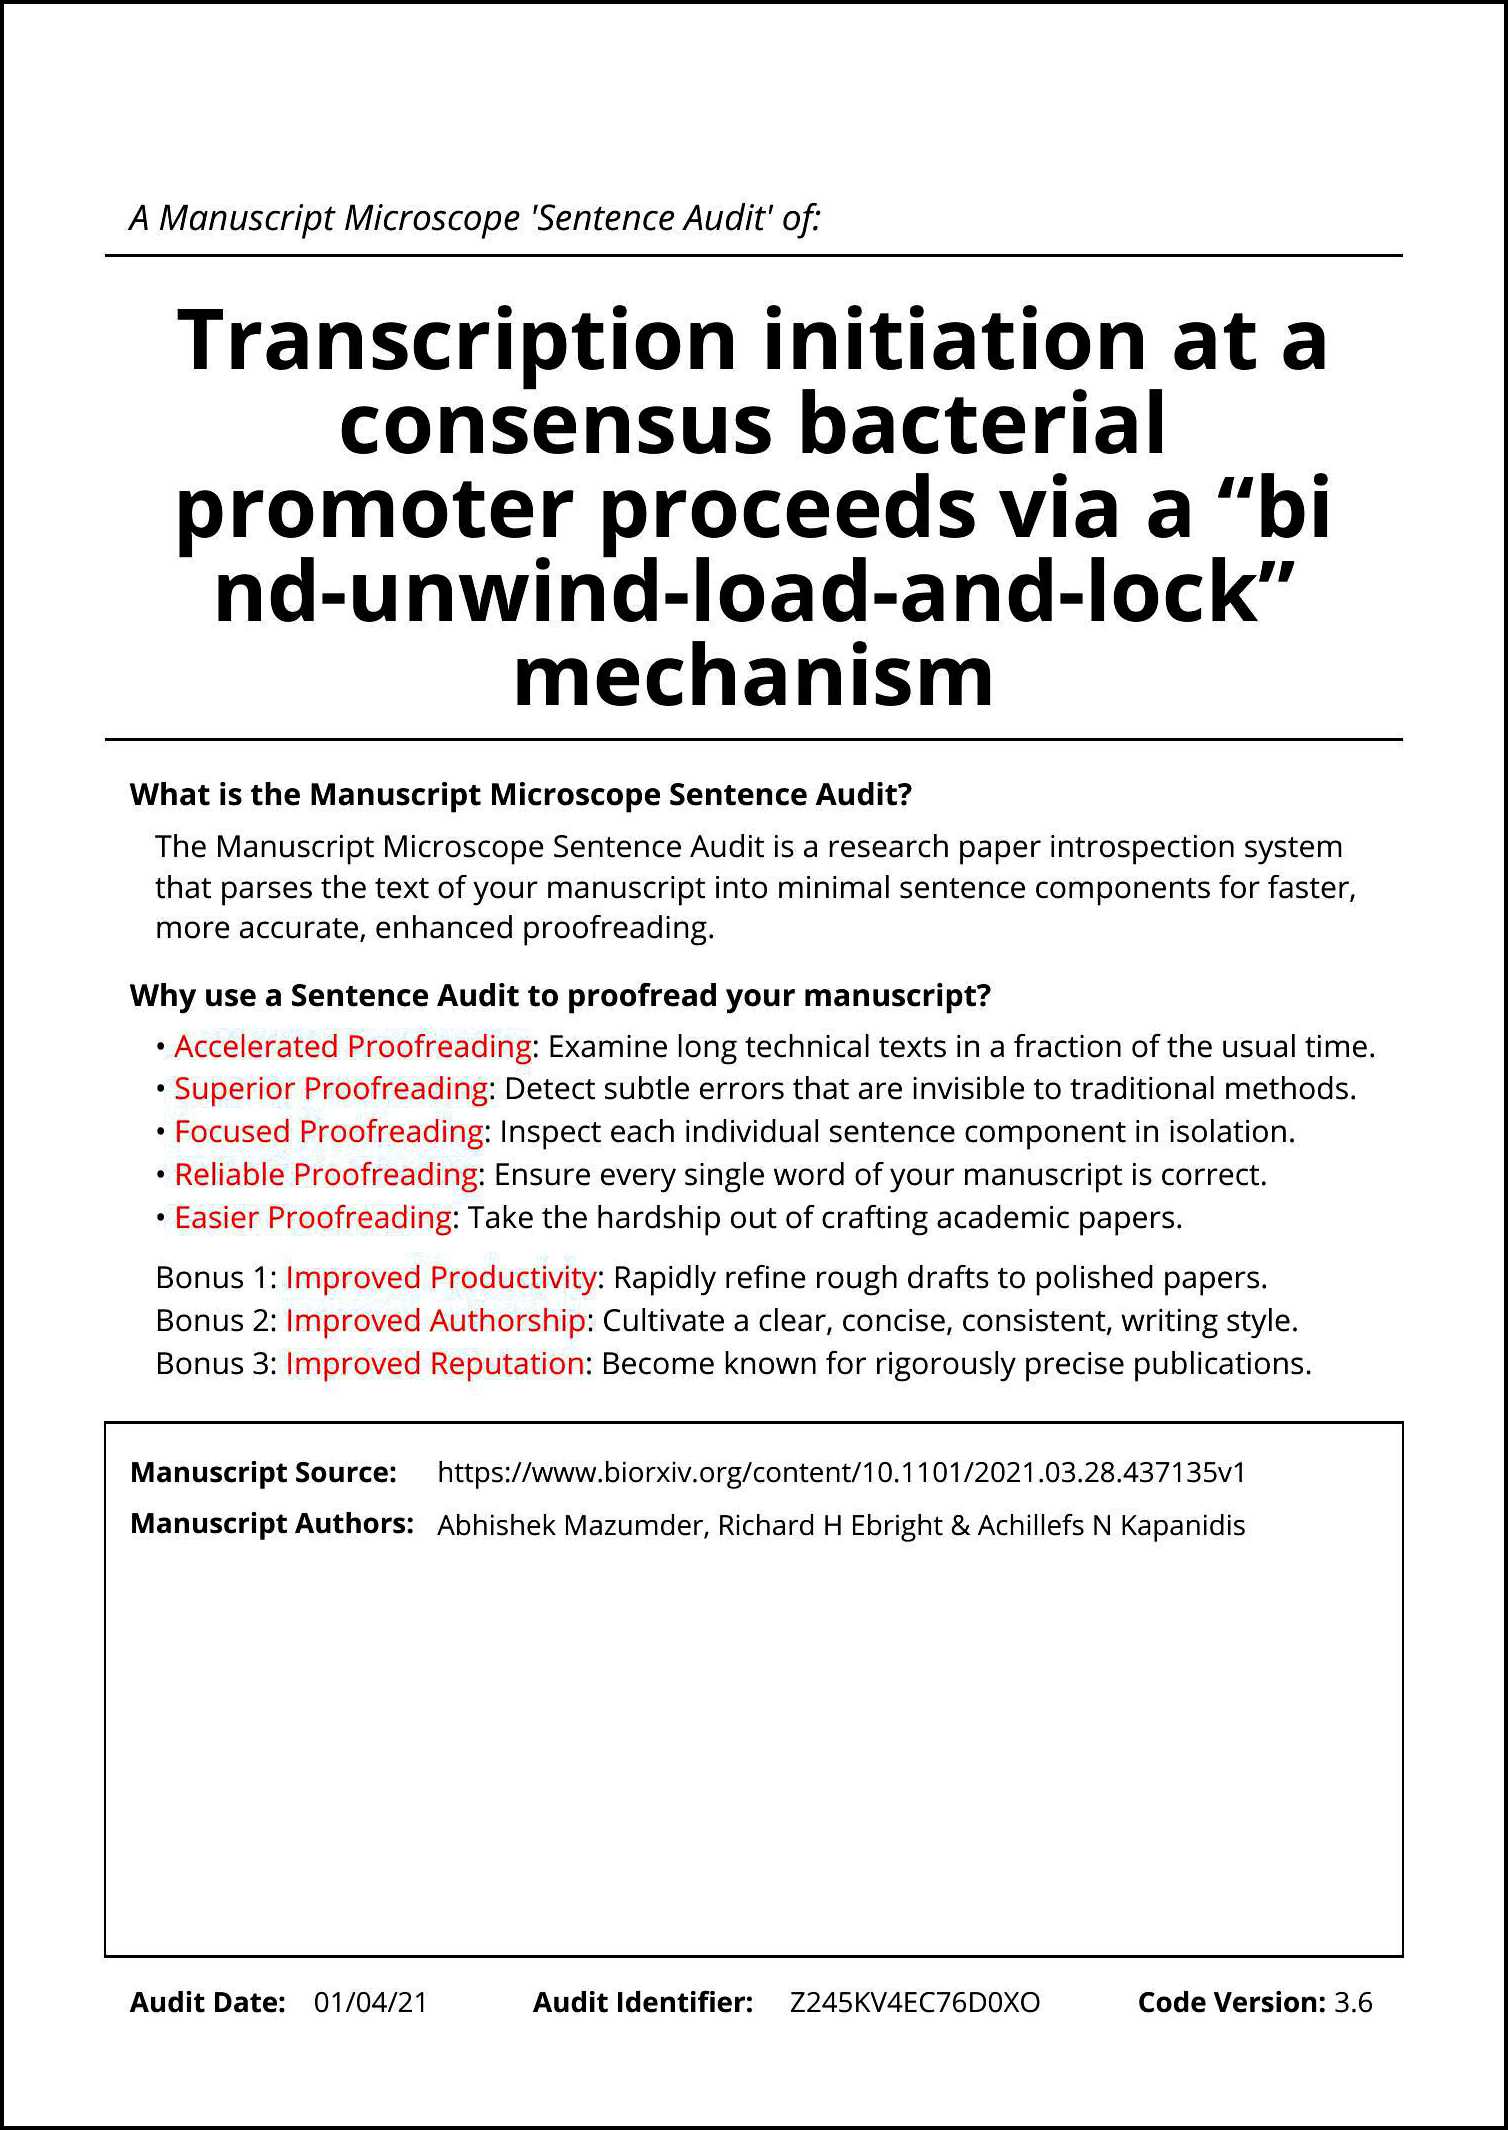 A Manuscript Microscope 'Sentence Audit' of:
Transcription initiation at a
consensus bacterial
promoter proceeds via a “bi
nd-unwind-load-and-lock”
mechanism
What is the Manuscript Microscope Sentence Audit?
The Manuscript Microscope Sentence Audit is a research paper introspection system
that parses the text of your manuscript into minimal sentence components for faster,
more accurate, enhanced proofreading.
Why use a Sentence Audit to proofread your manuscript?
• Accelerated Proofreading: Examine long technical texts in a fraction of the usual time.
• Superior Proofreading: Detect subtle errors that are invisible to traditional methods.
• Focused Proofreading: Inspect each individual sentence component in isolation.
• Reliable Proofreading: Ensure every single word of your manuscript is correct.
• Easier Proofreading: Take the hardship out of crafting academic papers.
Bonus 1: Improved Productivity: Rapidly refine rough drafts to polished papers.
Bonus 2: Improved Authorship: Cultivate a clear, concise, consistent, writing style.
Bonus 3: Improved Reputation: Become known for rigorously precise publications.
Manuscript Source: https://www.biorxiv.org/content/10.1101/2021.03.28.437135v1
Manuscript Authors: Abhishek Mazumder, Richard H Ebright & Achillefs N Kapanidis
Audit Date: 01/04/21 Audit Identifier: Z245KV4EC76D0XO Code Version: 3.6